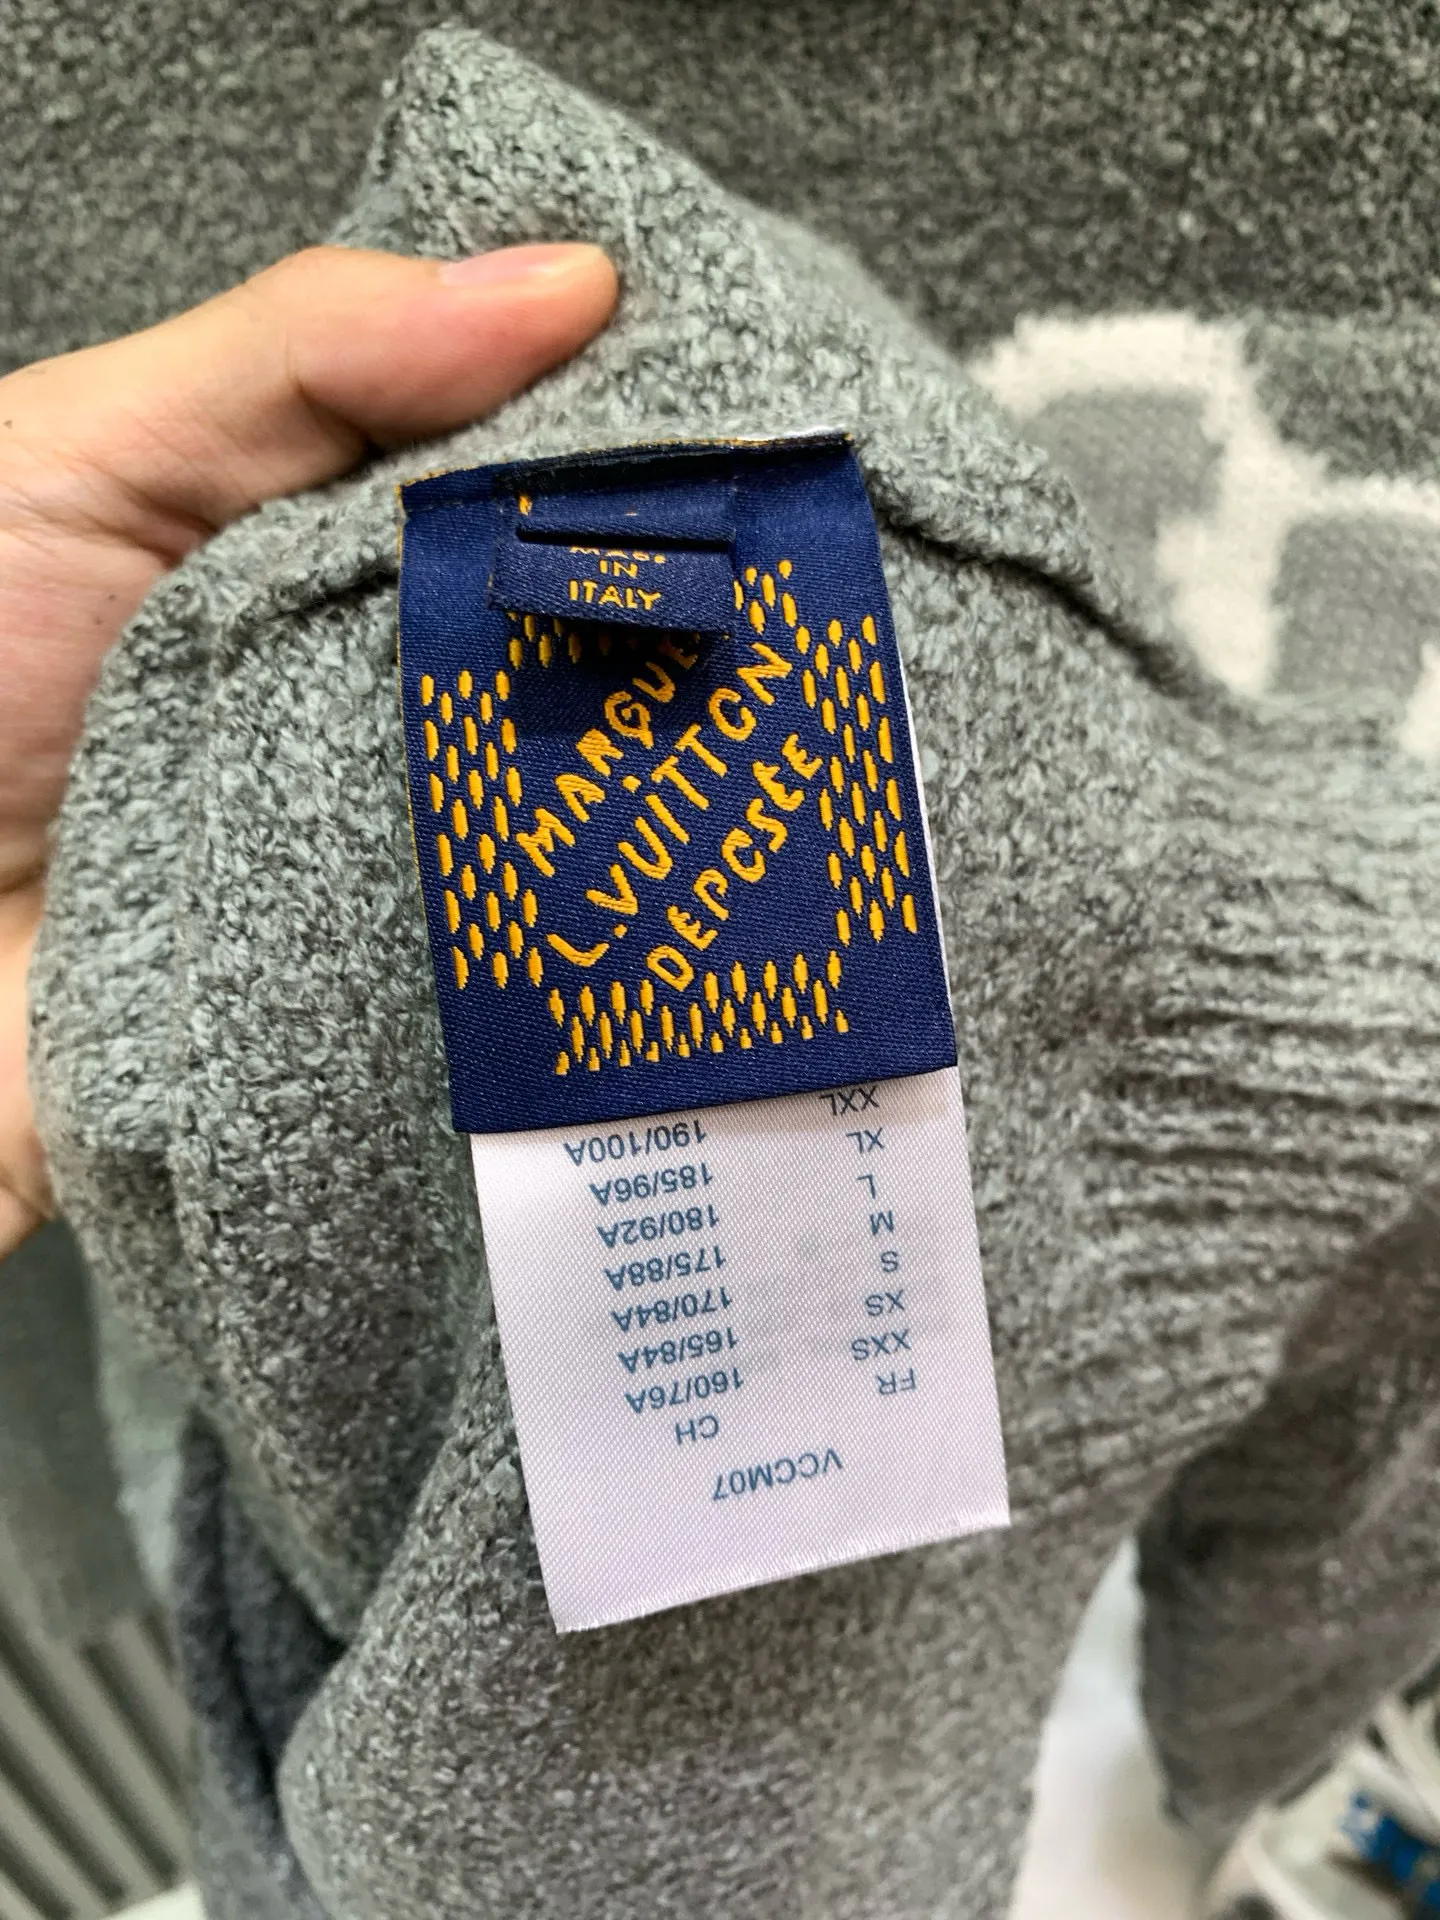 MADE
IN
ITALY
MARQUE
L.VUITTON
DEPOSEE
VCCM07
CH FR
160/76A XXS
165/84A XS
170/84A S
175/88A M
180/92A L
185/96A XL
190/100A XXL